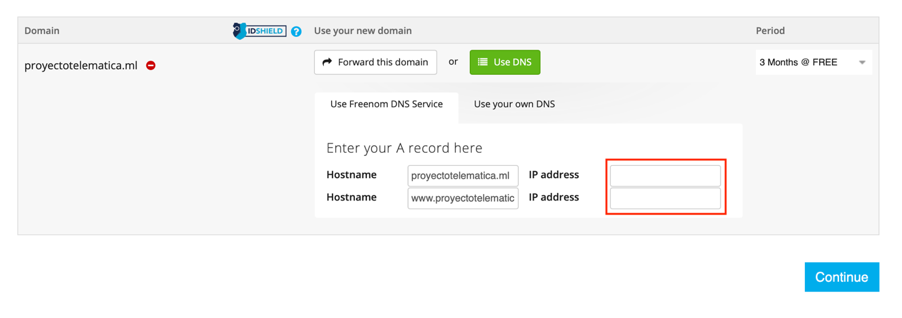 Domain IDSHIELD ? Use your new domain Period
proyectotelematica.ml Forward this domain or Use DNS 3 Months @ FREE
Use Freenom DNS Service Use your own DNS
Enter your A record here
Hostname proyectotelematica.ml IP address
Hostname www.proyectotelematic IP address
Continue